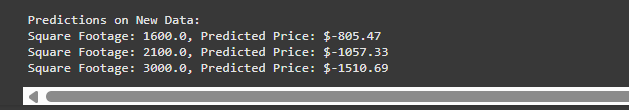 Predictions on New Data:
Square Footage: 1600.0, Predicted Price: $-805.47
Square Footage: 2100.0, Predicted Price: $-1057.33
Square Footage: 3000.0, Predicted Price: $-1510.69